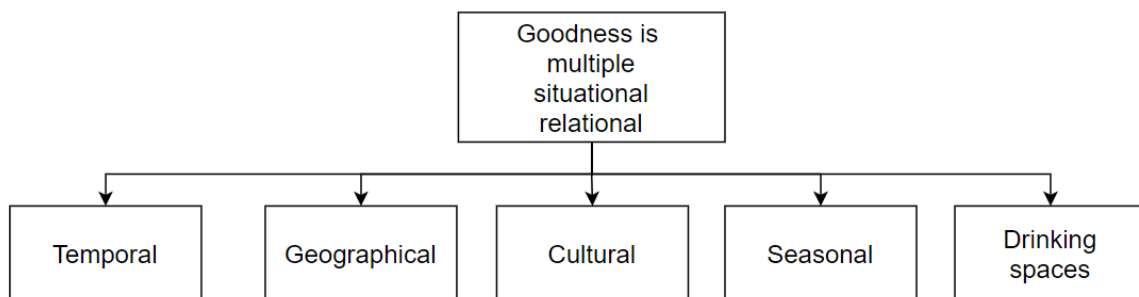 Goodness is
multiple
situational
relational
Temporal
Geographical
Cultural
Seasonal
Drinking
spaces